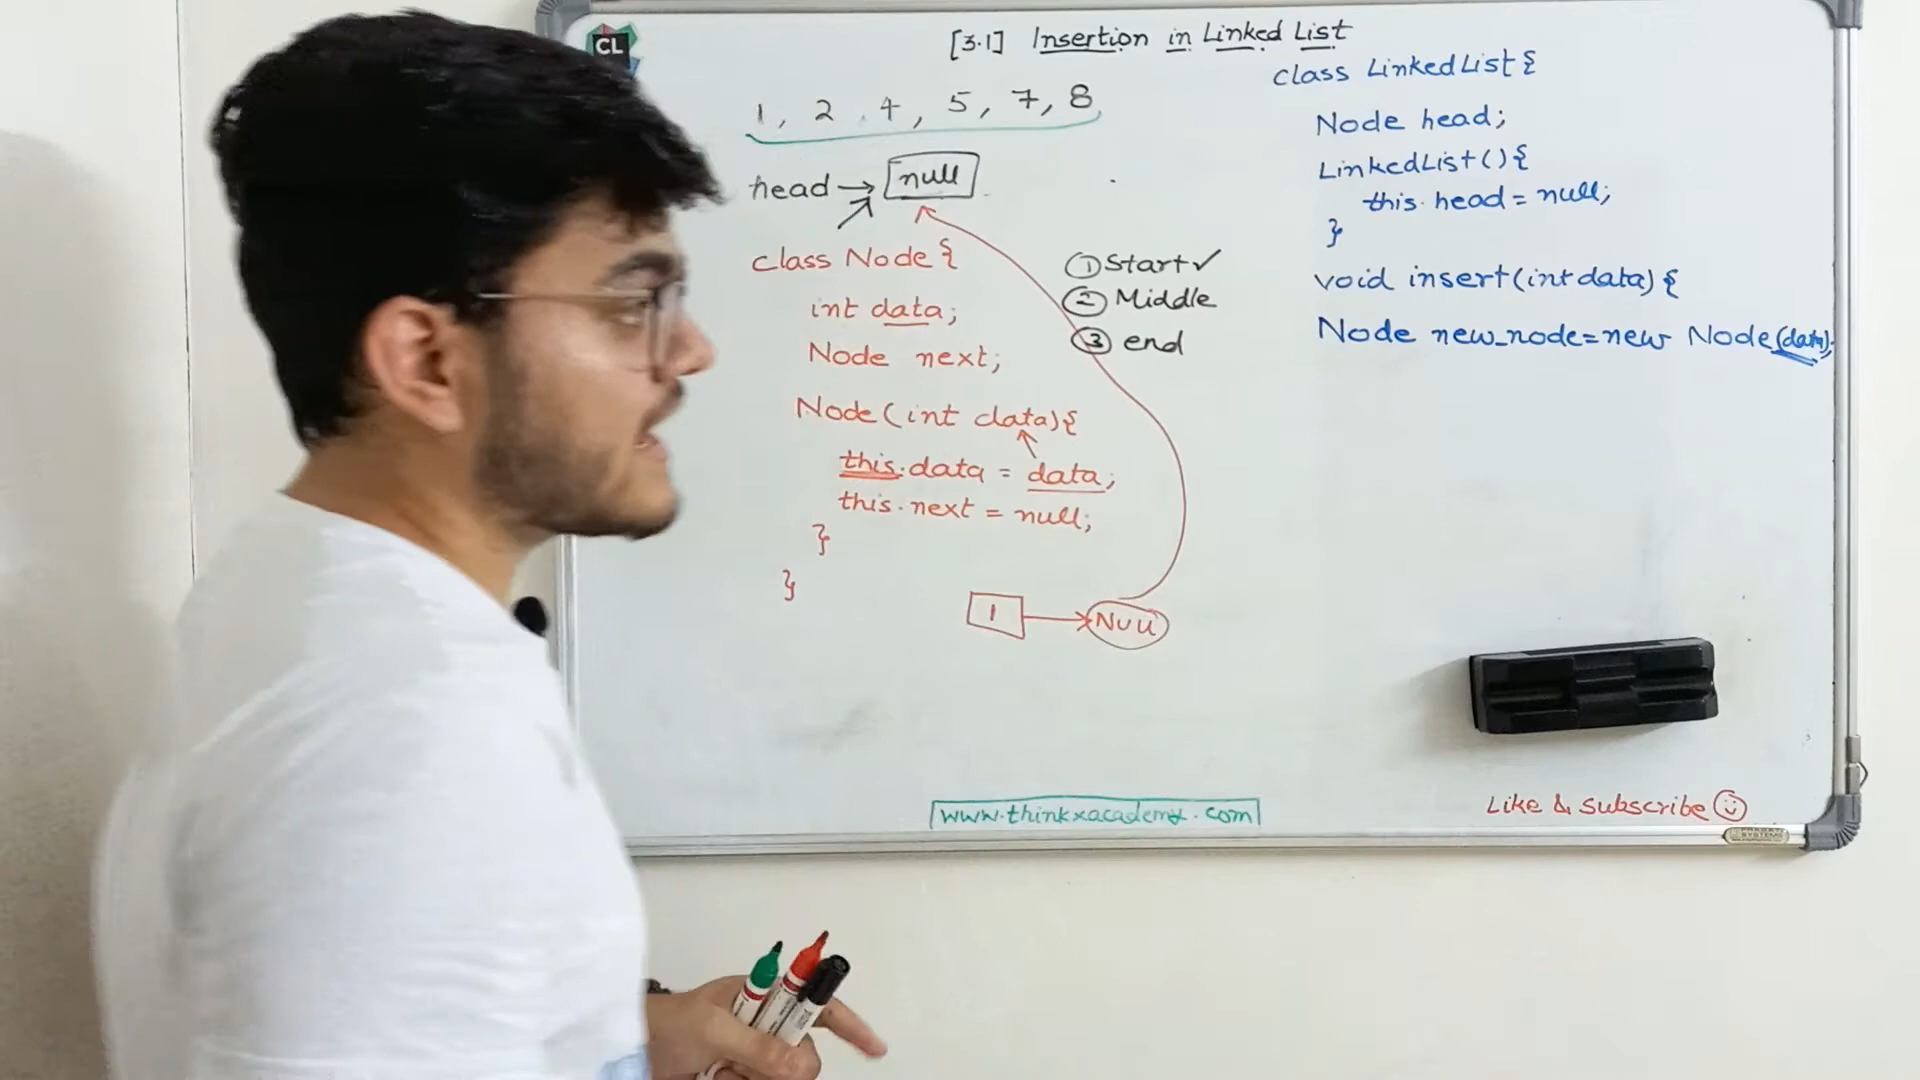 CL
[3.1] Insertion in Linked List
1, 2 . 4, 5, 7, 8
head → null
class Node {
int data;
Node next;
Node (int data) {
this.data = data;
this.next = null;
}
}
1 → Null
① Start ✓
② Middle
③ end
class LinkedList {
Node head;
LinkedList () {
this.head = null;
}
void insert (int data) {
Node new_node = new Node (data);
www.thinkxacademy.com
Like & Subscribe